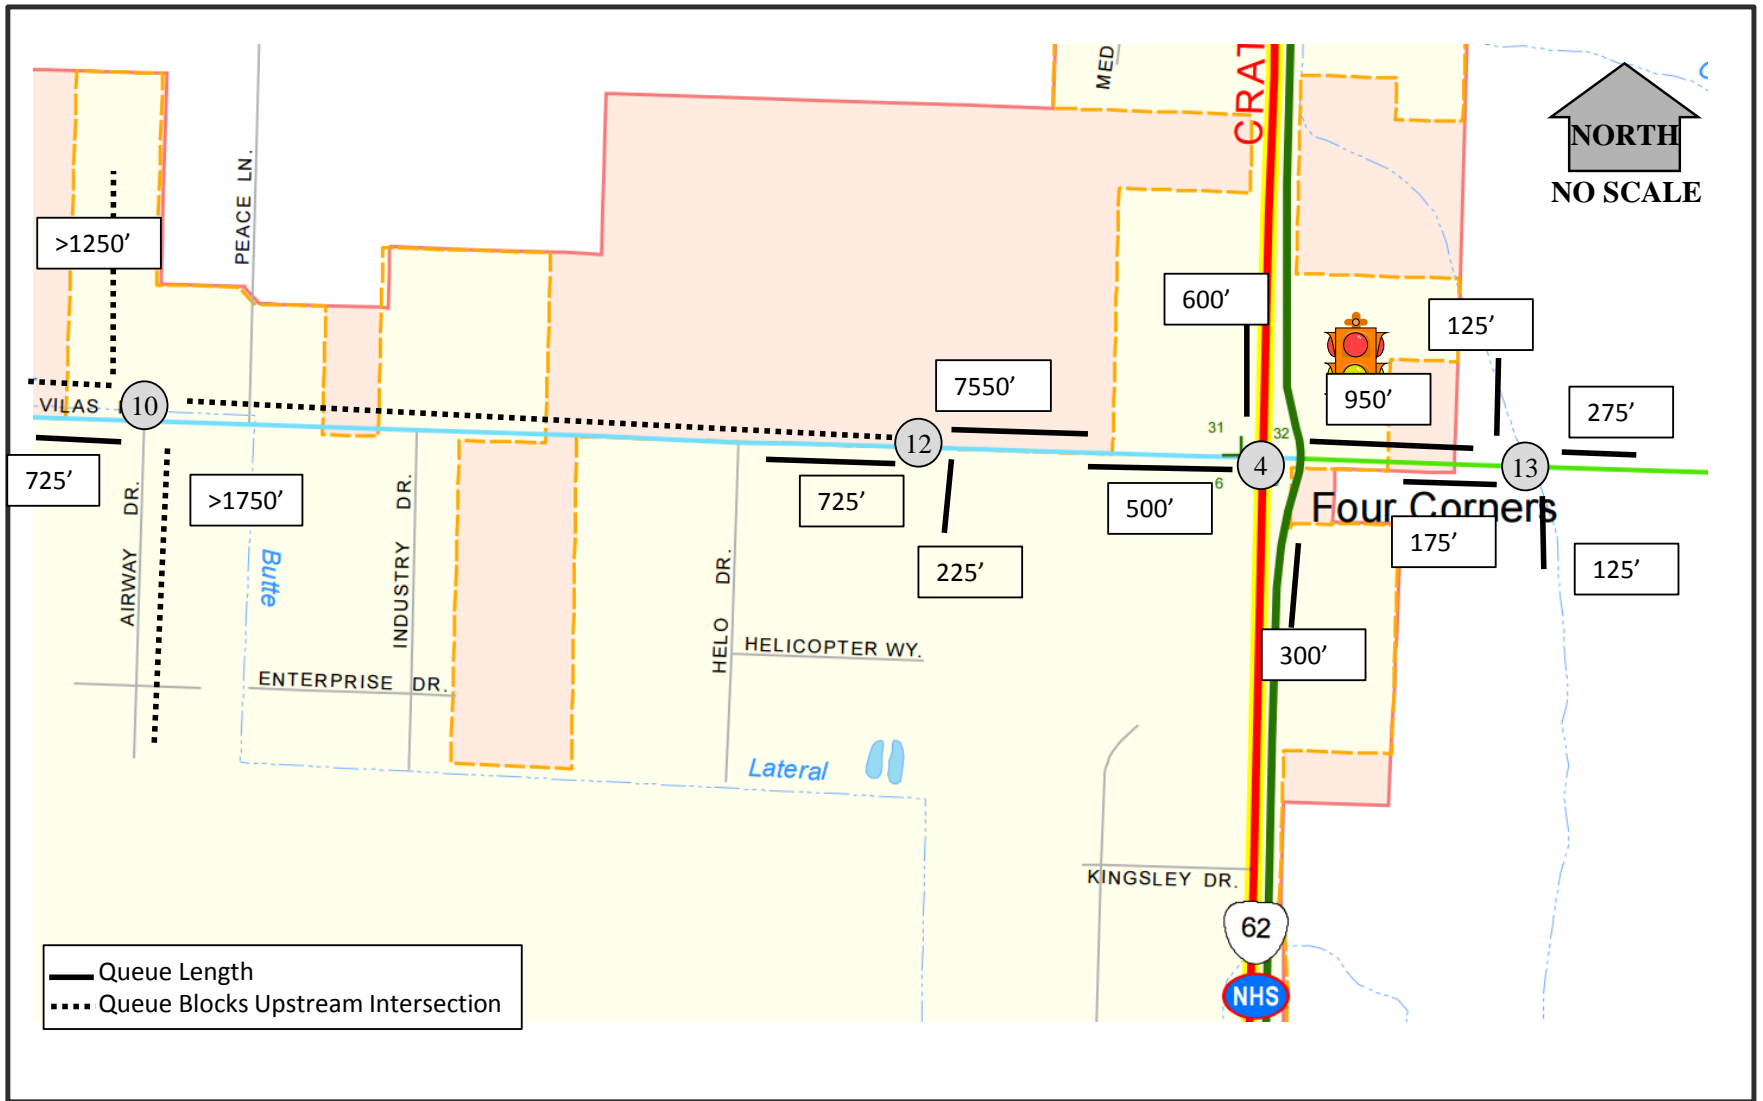 MED
CRAT
NORTH
NO SCALE
PEACE LN.
>1250’
600’
125’
7550’
950’
275’
VILAS
10
31
32
12
4
13
6
725’
>1750’
725’
500’
Four Corners
175’
125’
225’
AIRWAY DR.
Butte
INDUSTRY DR.
HELO DR.
HELICOPTER WY.
300’
ENTERPRISE DR.
Lateral
KINGSLEY DR.
62
NHS
Queue Length
Queue Blocks Upstream Intersection